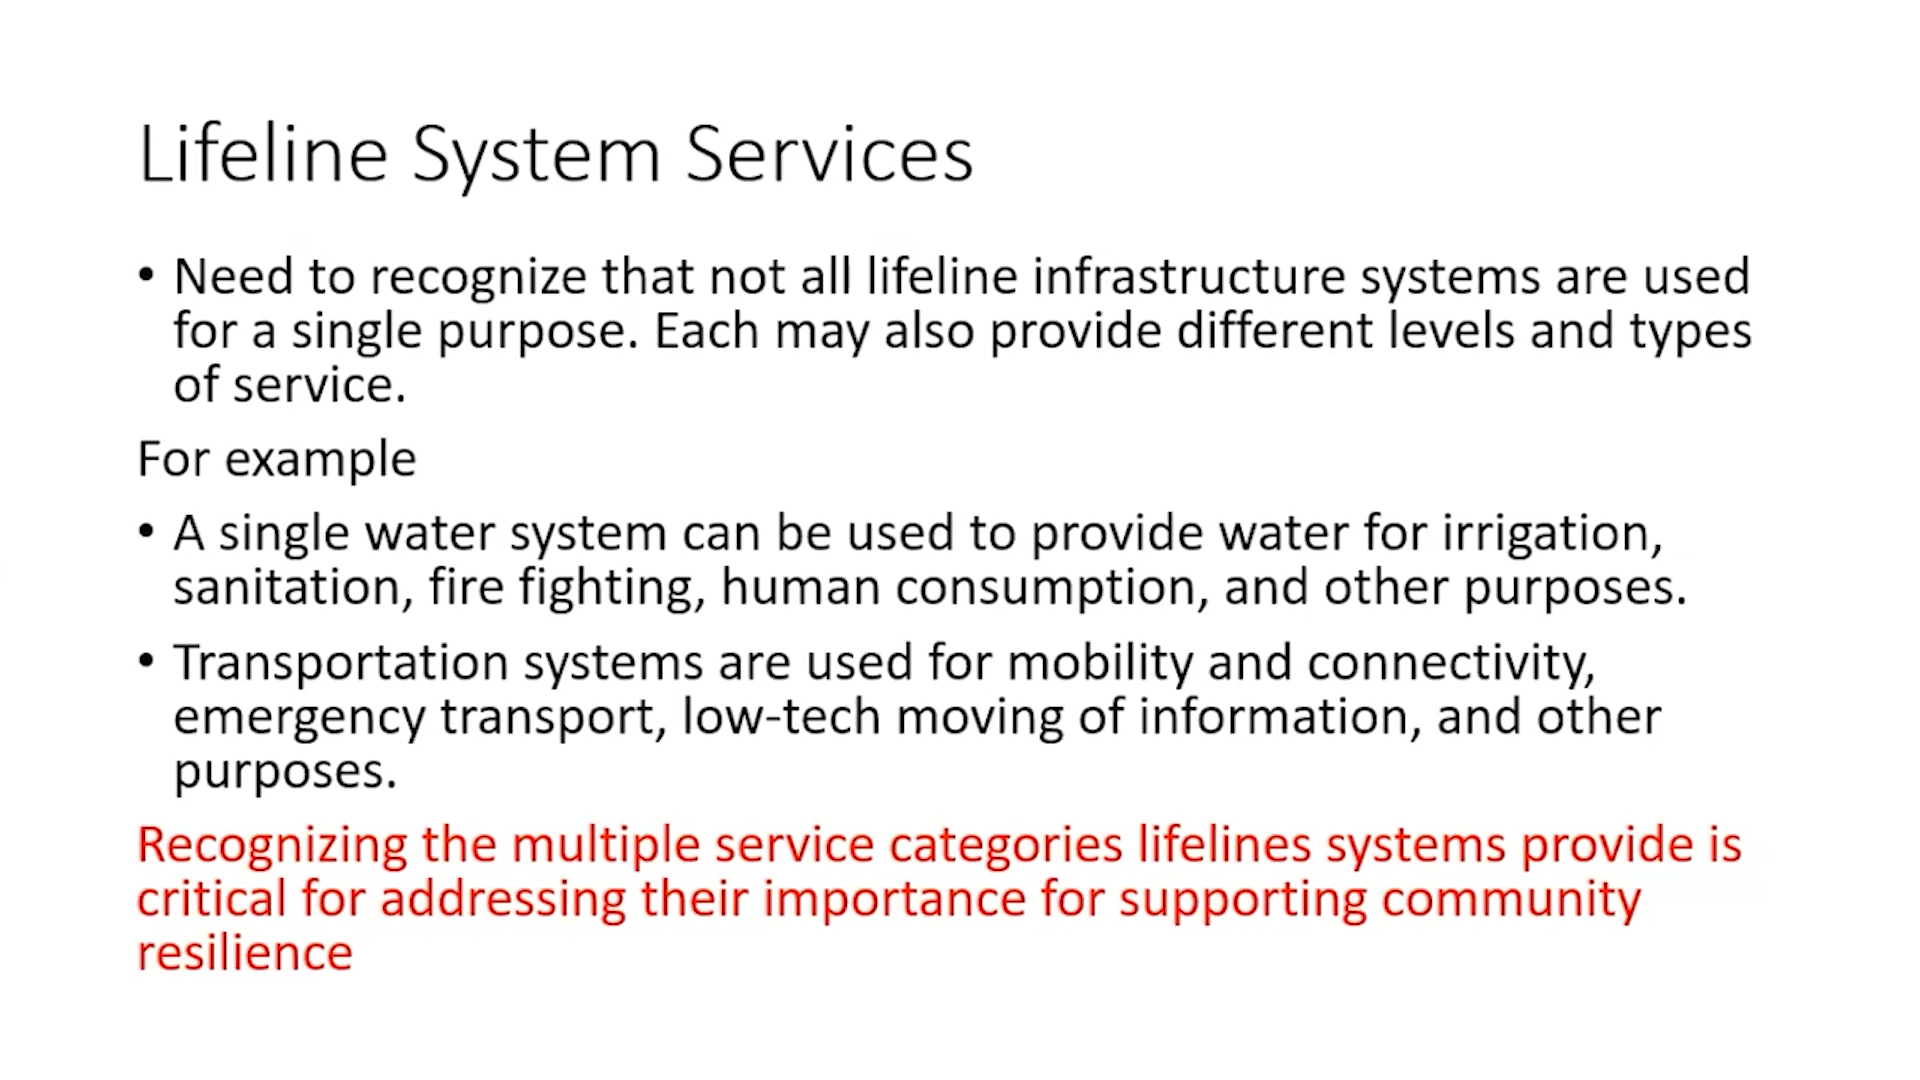 Lifeline System Services
• Need to recognize that not all lifeline infrastructure systems are used
for a single purpose. Each may also provide different levels and types
of service.
For example
• A single water system can be used to provide water for irrigation,
sanitation, fire fighting, human consumption, and other purposes.
• Transportation systems are used for mobility and connectivity,
emergency transport, low-tech moving of information, and other
purposes.
Recognizing the multiple service categories lifelines systems provide is
critical for addressing their importance for supporting community
resilience